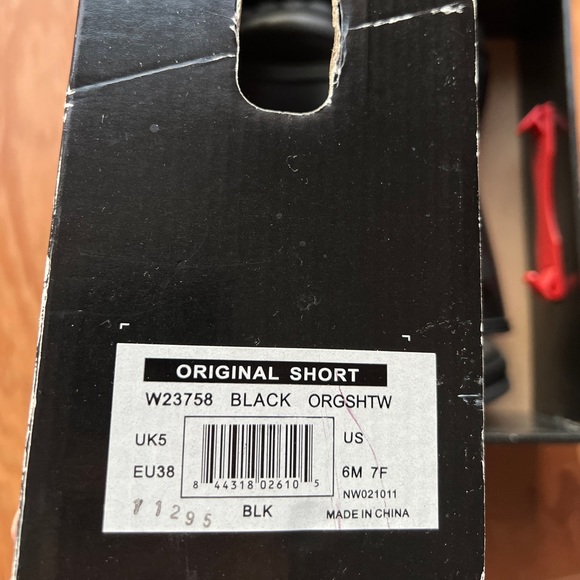 ORIGINAL SHORT
W23758 BLACK ORGSHTW
UK5 US
EU38 6M 7F
8 44318 02610 5
NW021011
11295
BLK MADE IN CHINA